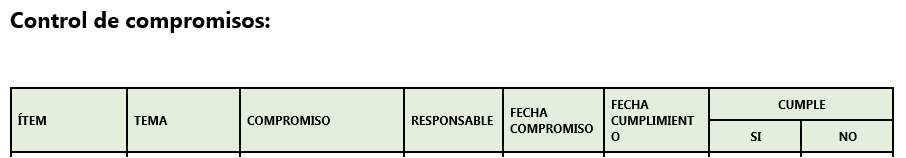 Control de compromisos:
ÍTEM
TEMA
COMPROMISO
RESPONSABLE
FECHA
COMPROMISO
FECHA
CUMPLIMIENT
O
CUMPLE
SI
NO